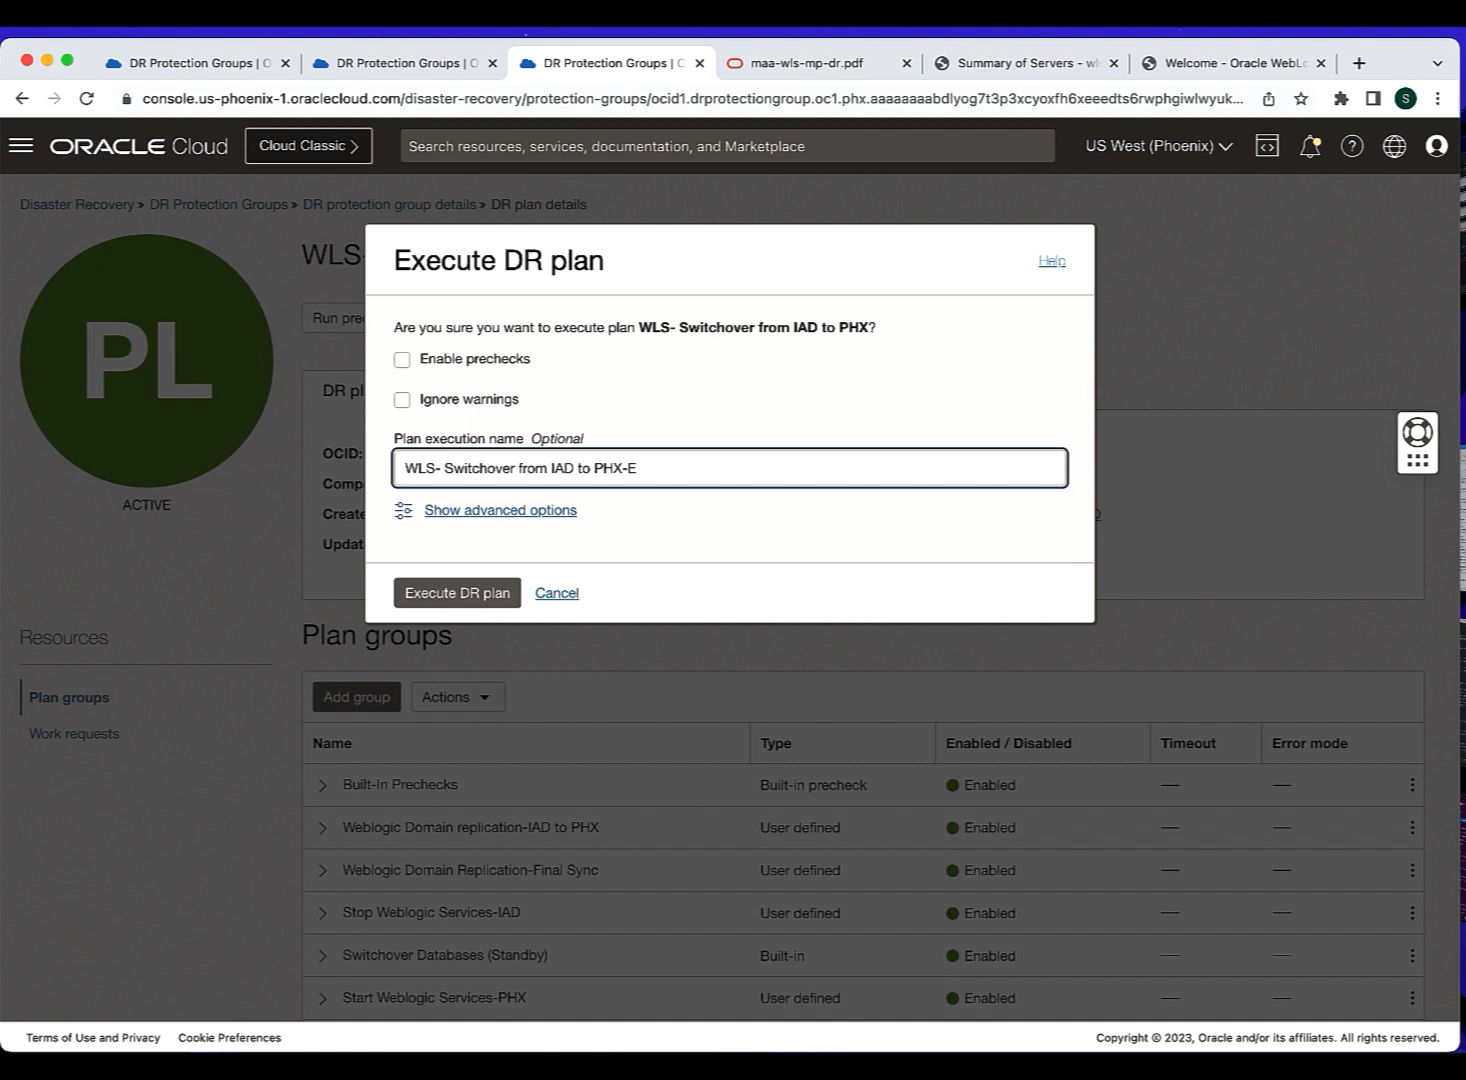 DR Protection Groups | O
DR Protection Groups | O
DR Protection Groups | O
maa-wls-mp-dr.pdf
Summary of Servers - wls
Welcome - Oracle WebLo
console.us-phoenix-1.oraclecloud.com/disaster-recovery/protection-groups/ocid1.drprotectiongroup.oc1.phx.aaaaaaaabdlyog7t3p3xcyoxfh6xeeedts6rwphgiwlwyuk...
S
ORACLE Cloud
Cloud Classic
Search resources, services, documentation, and Marketplace
US West (Phoenix)
Disaster Recovery » DR Protection Groups » DR protection group details » DR plan details
PL
ACTIVE
WLS-
Run pre
DR pl
OCID:
Comp
Create
Updat
Execute DR plan
Help
Are you sure you want to execute plan WLS- Switchover from IAD to PHX?
Enable prechecks
Ignore warnings
Plan execution name Optional
WLS- Switchover from IAD to PHX-E
Show advanced options
Execute DR plan
Cancel
Resources
Plan groups
Work requests
Plan groups
Add group
Actions
Name Type Enabled / Disabled Timeout Error mode
Built-In Prechecks Built-in precheck Enabled — —
Weblogic Domain replication-IAD to PHX User defined Enabled — —
Weblogic Domain Replication-Final Sync User defined Enabled — —
Stop Weblogic Services-IAD User defined Enabled — —
Switchover Databases (Standby) Built-in Enabled — —
Start Weblogic Services-PHX User defined Enabled — —
Terms of Use and Privacy Cookie Preferences
Copyright © 2023, Oracle and/or its affiliates. All rights reserved.